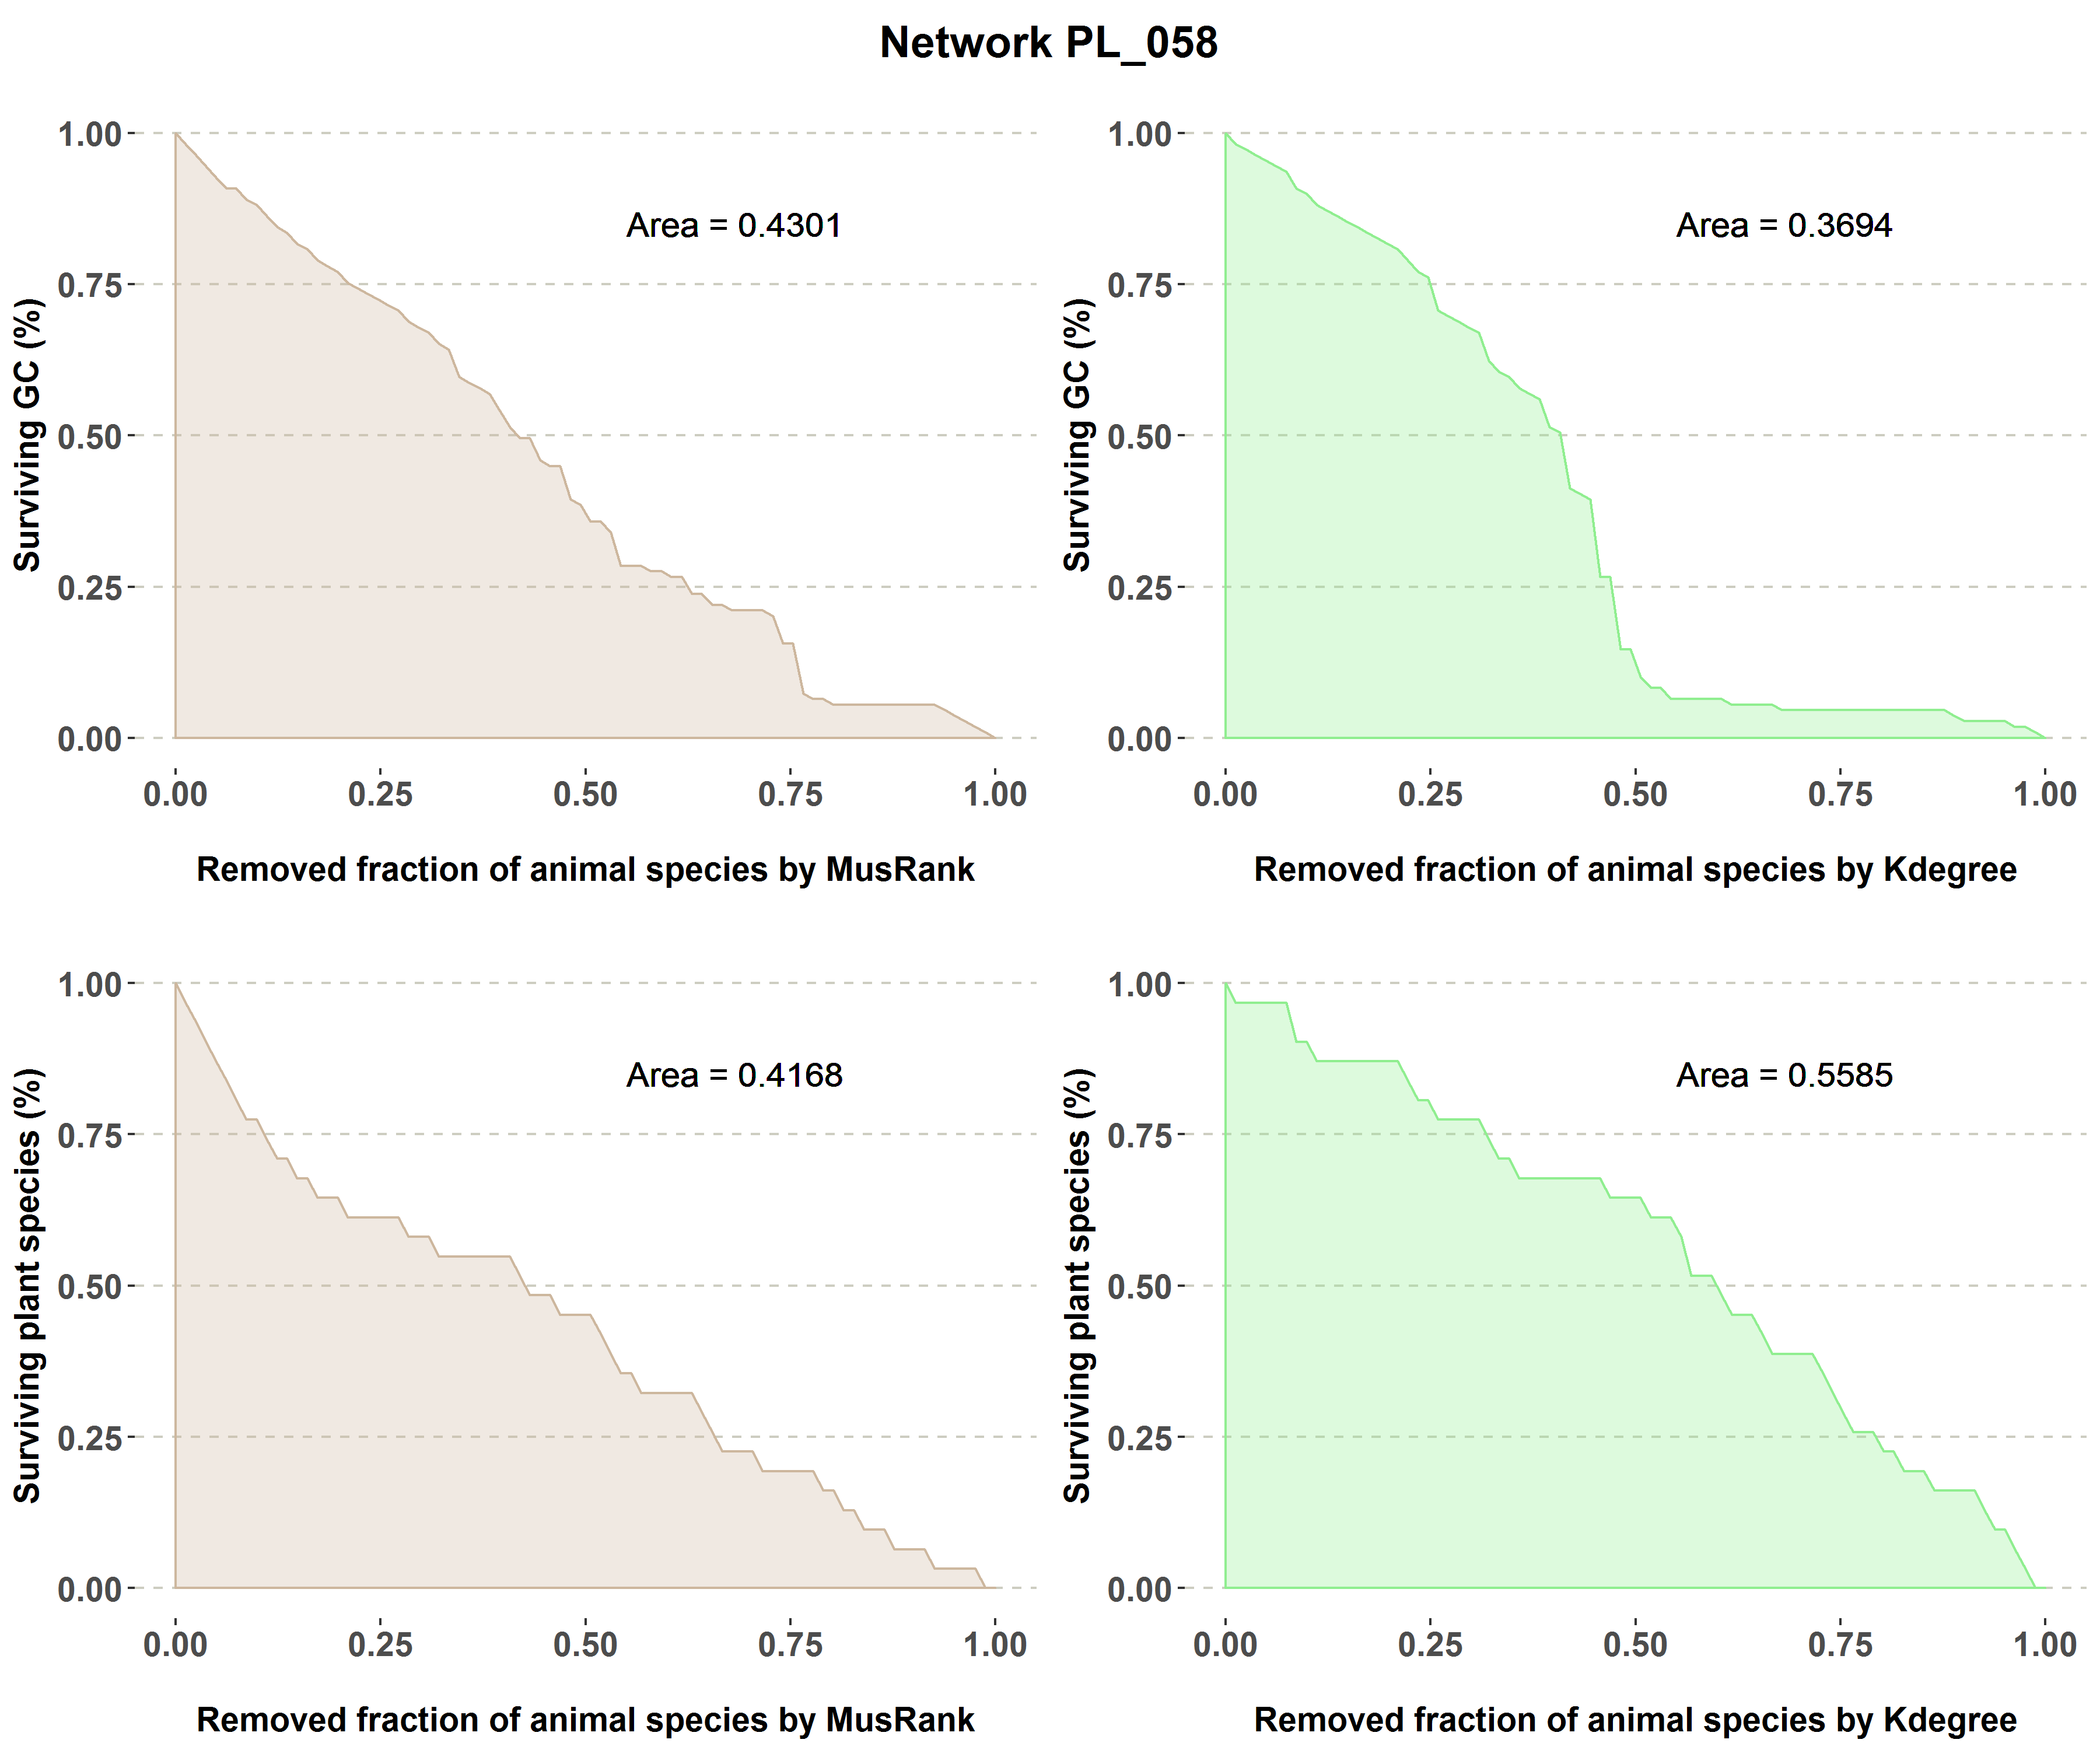 Network PL_058
Surviving GC (%)
1.00
0.75
0.50
0.25
0.00
Area = 0.4301
0.00 0.25 0.50 0.75 1.00
Removed fraction of animal species by MusRank
Surviving GC (%)
1.00
0.75
0.50
0.25
0.00
Area = 0.3694
0.00 0.25 0.50 0.75 1.00
Removed fraction of animal species by Kdegree
Surviving plant species (%)
1.00
0.75
0.50
0.25
0.00
Area = 0.4168
0.00 0.25 0.50 0.75 1.00
Removed fraction of animal species by MusRank
Surviving plant species (%)
1.00
0.75
0.50
0.25
0.00
Area = 0.5585
0.00 0.25 0.50 0.75 1.00
Removed fraction of animal species by Kdegree